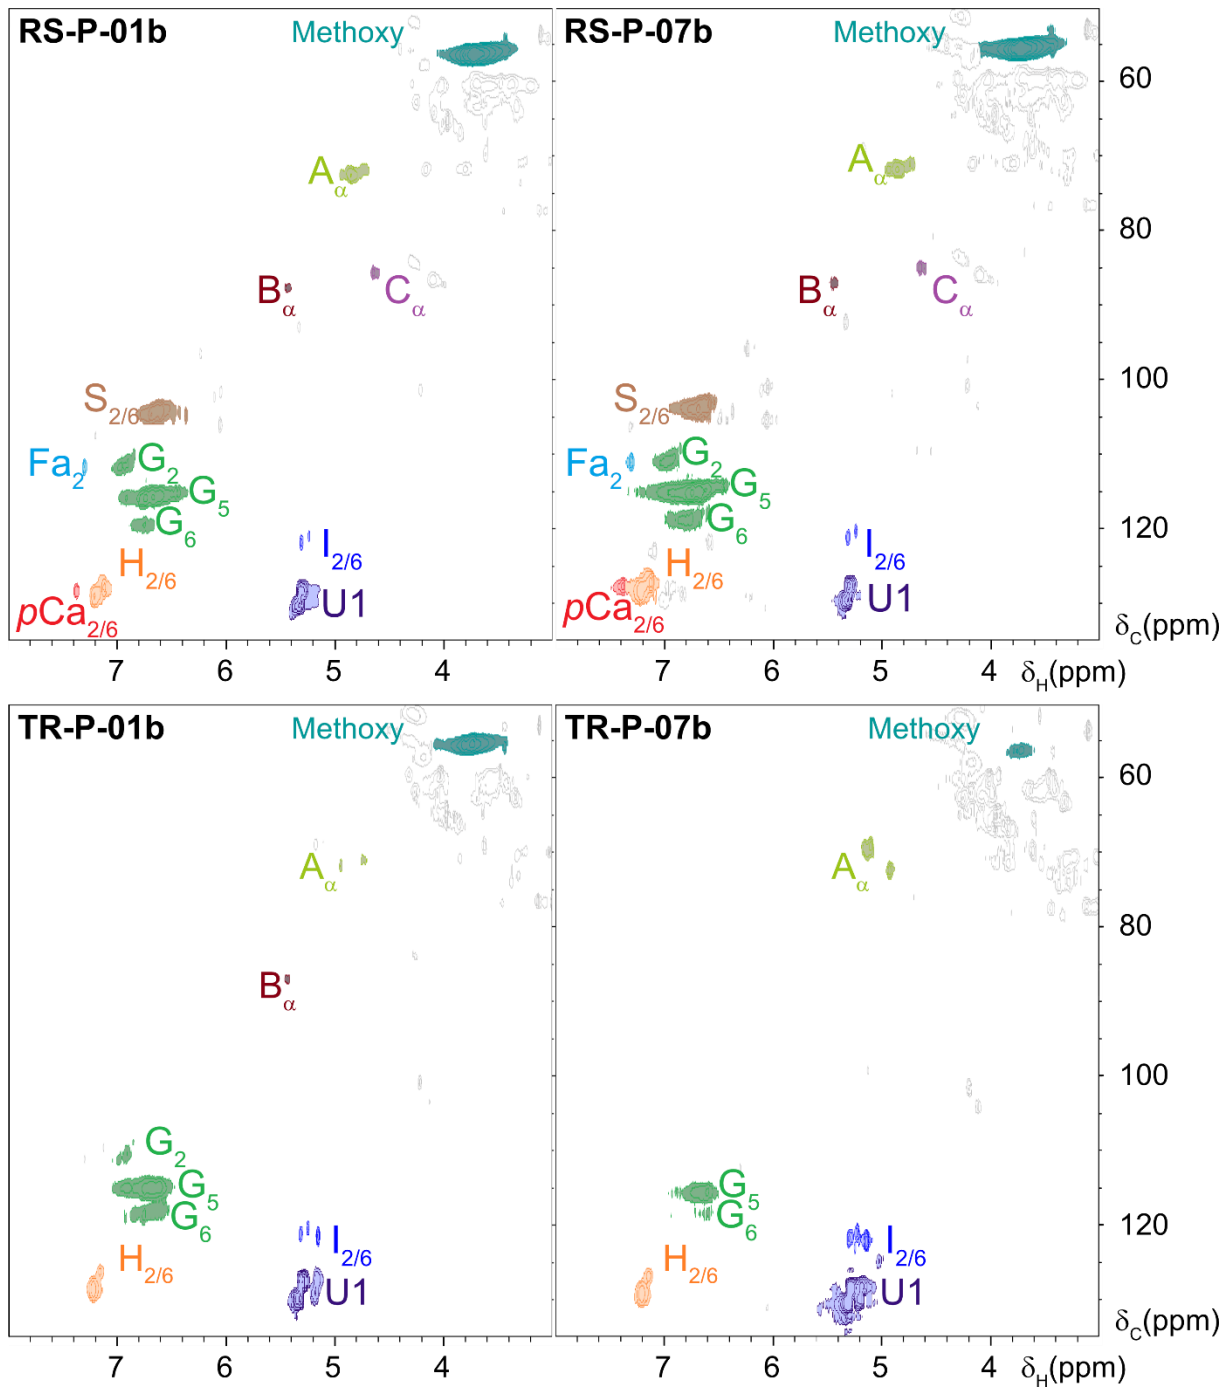 RS-P-01b Methoxy
RS-P-07b Methoxy
60
Aα
Aα
80
Bα Cα
Bα Cα
100
S2/6
S2/6
Fa2 G2
Fa2 G2
G5
G5
G6
G6
120
I2/6
I2/6
H2/6
H2/6
U1
U1
pCa2/6
pCa2/6
δC(ppm)
7 6 5 4
7 6 5 4 δH(ppm)
TR-P-01b Methoxy
TR-P-07b Methoxy
60
Aα
Aα
80
Bα
100
G2
G5
G5
G6
G6
120
I2/6
I2/6
H2/6
H2/6
U1
U1
δC(ppm)
7 6 5 4
7 6 5 4 δH(ppm)